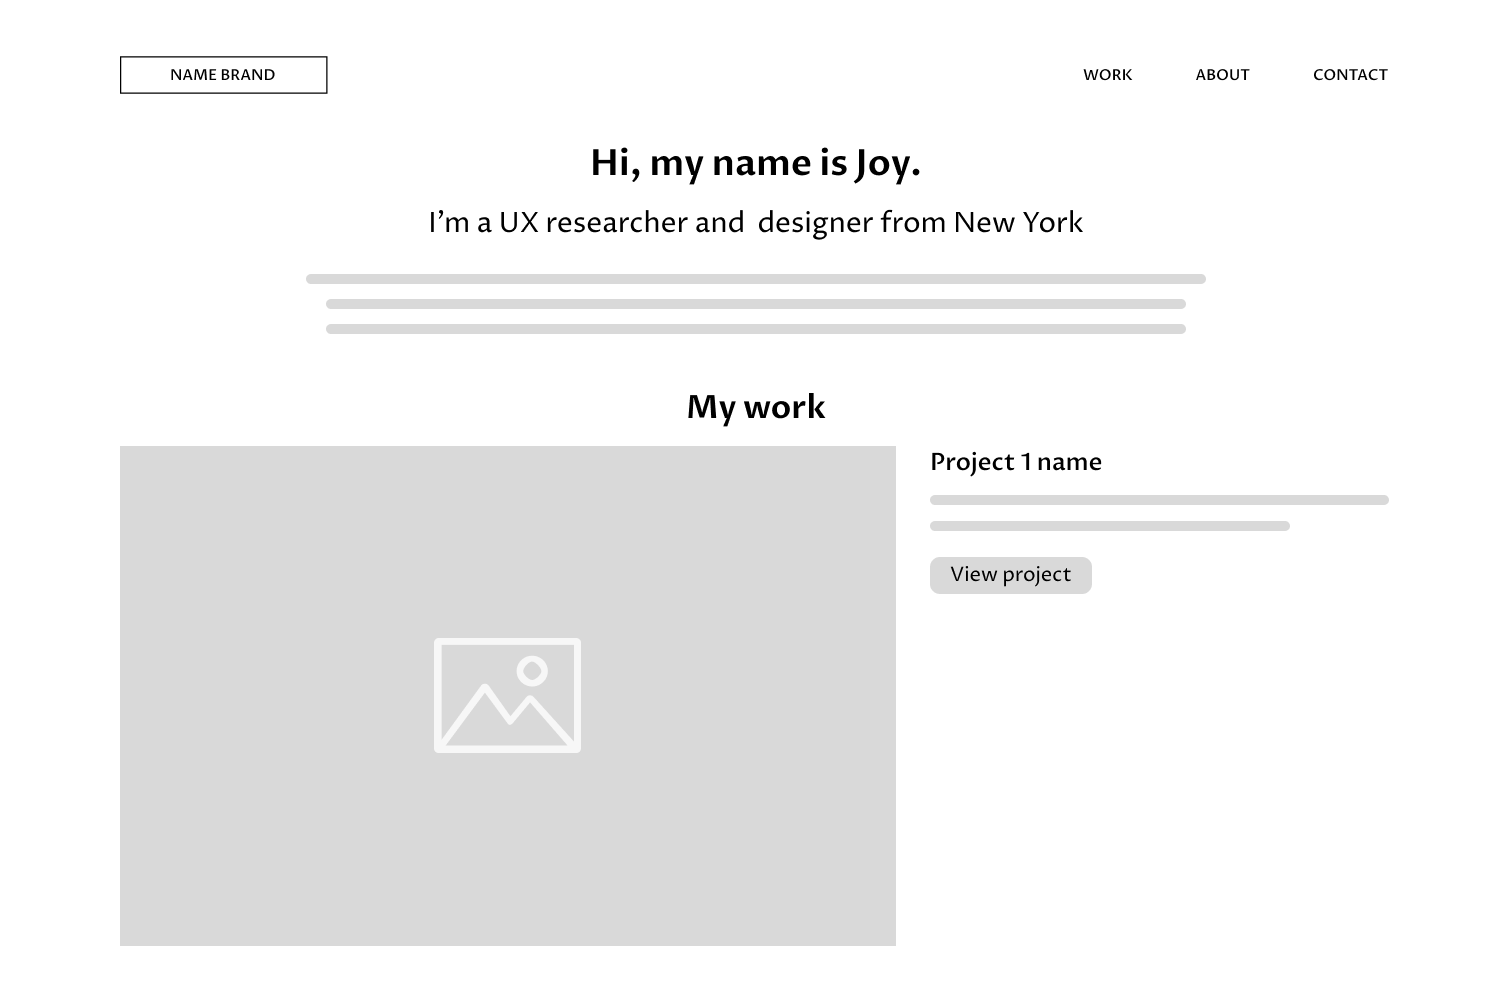 NAME BRAND
WORK ABOUT CONTACT
Hi, my name is Joy.
I’m a UX researcher and  designer from New York
My work
Project 1 name
View project